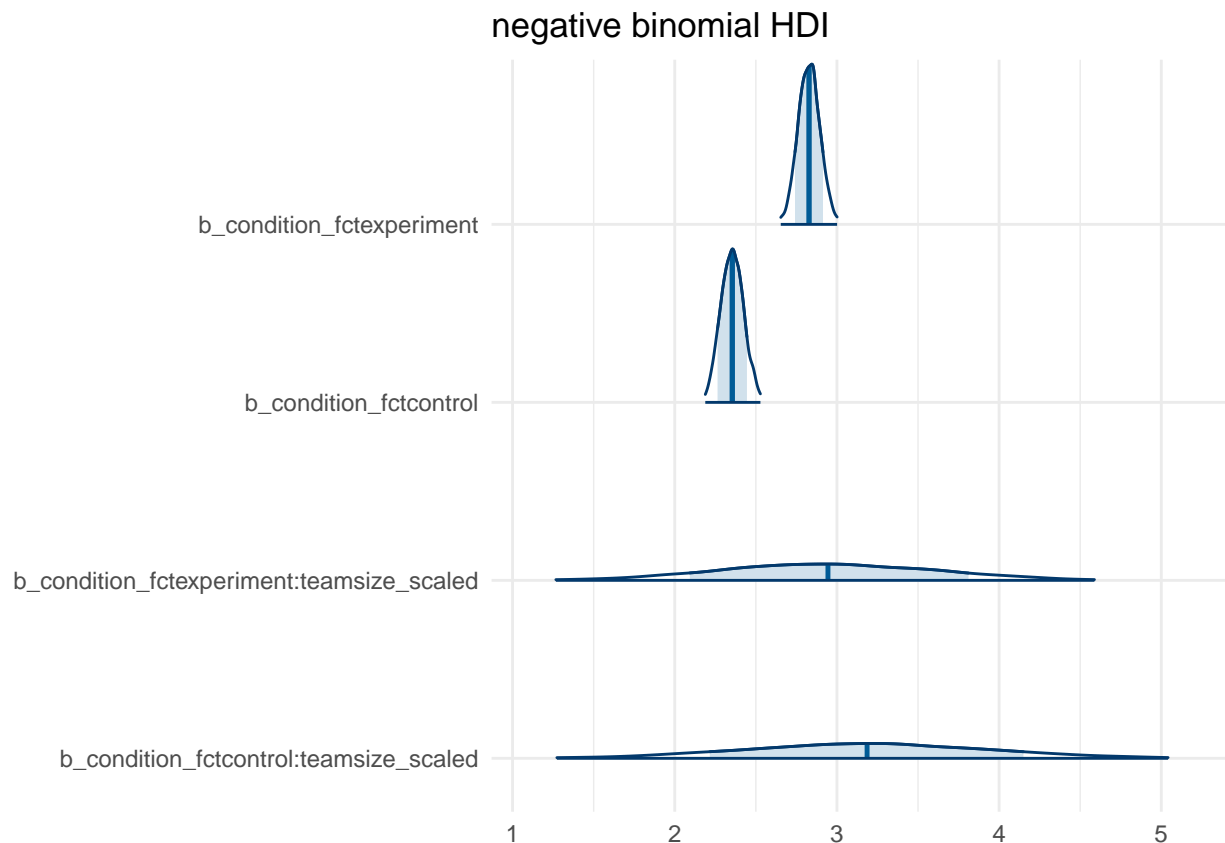 negative binomial HDI
b_condition_fctexperiment
b_condition_fctcontrol
b_condition_fctexperiment:teamsize_scaled
b_condition_fctcontrol:teamsize_scaled
1 2 3 4 5